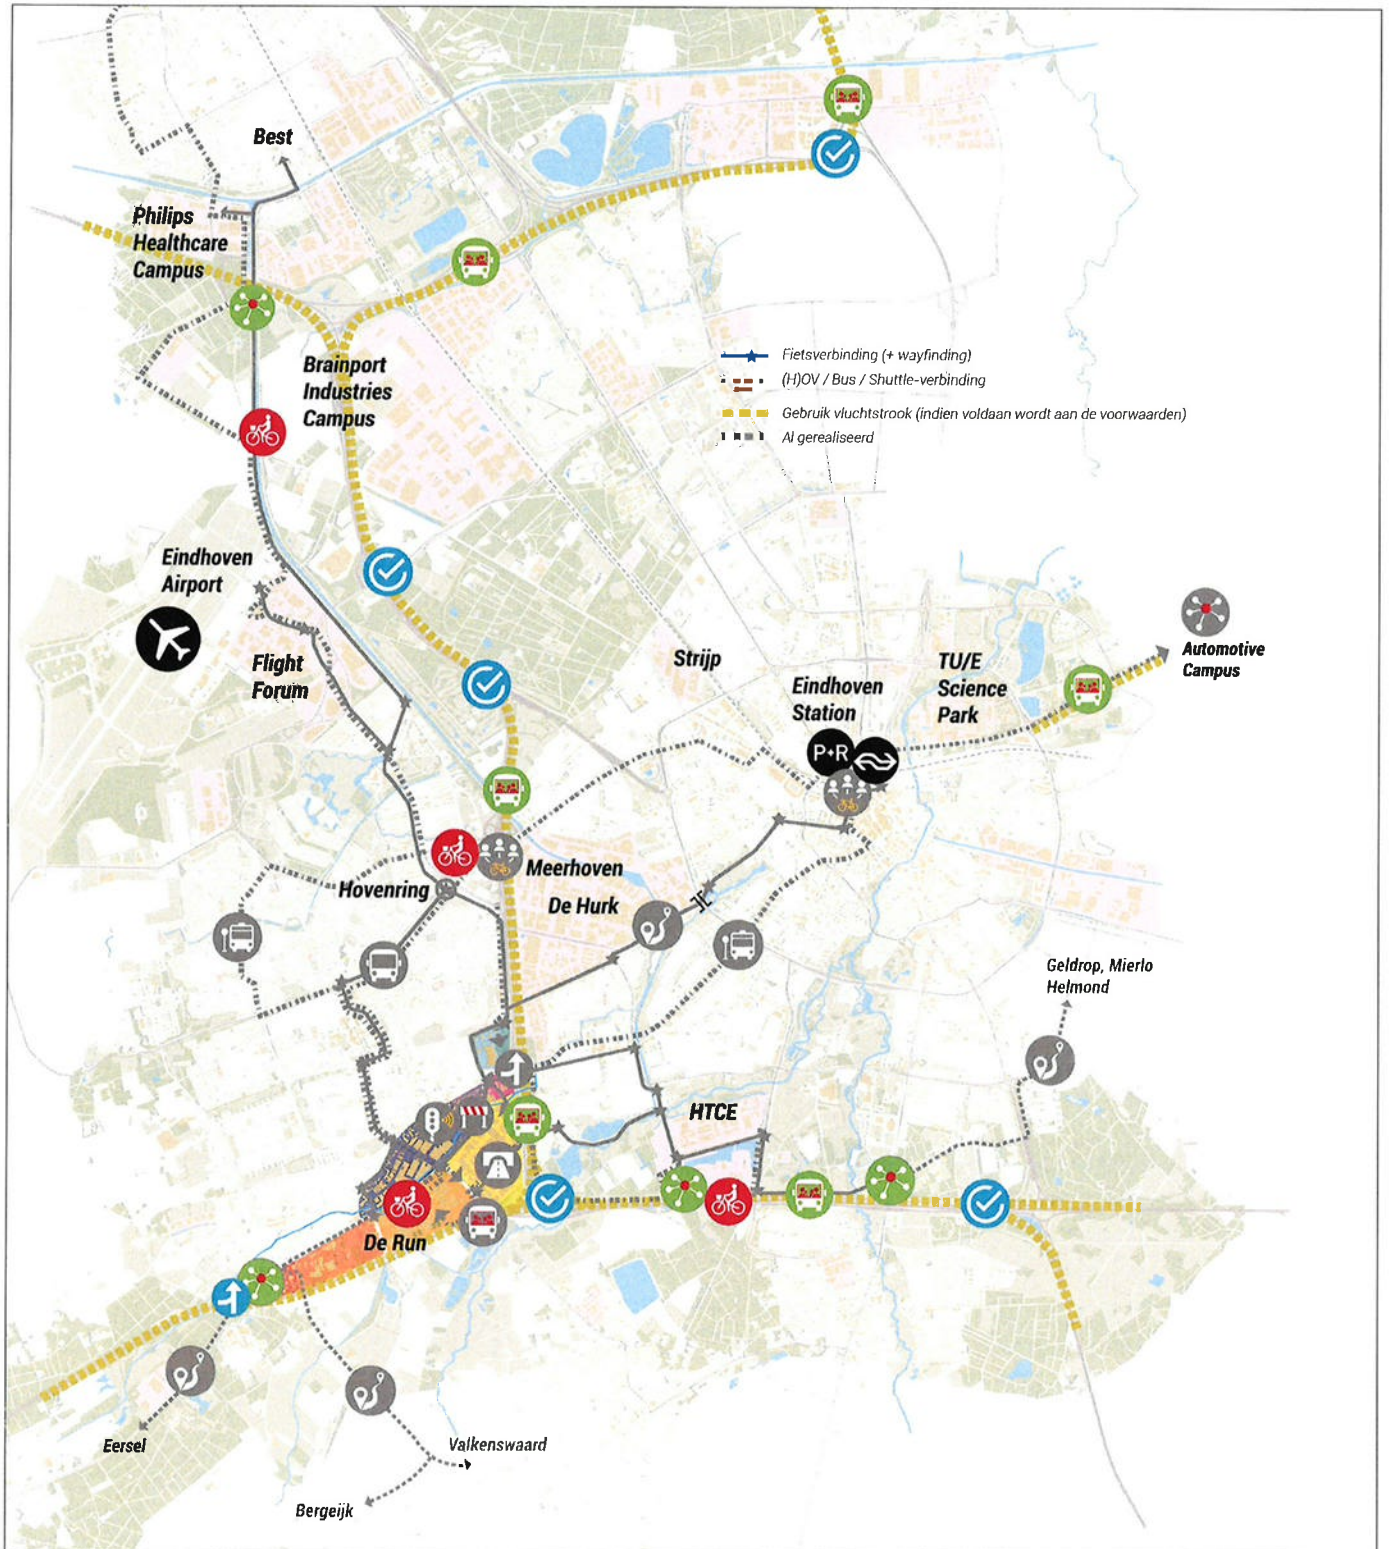 Best
Philips
Healthcare
Campus
Brainport
Industries
Campus
Fietsverbinding (+ wayfinding)
(H)OV / Bus / Shuttle-verbinding
Gebruik vluchtstrook (indien voldaan wordt aan de voorwaarden)
Al gerealiseerd
Eindhoven
Airport
Flight
Forum
Strijp
Eindhoven
Station
TU/E
Science
Park
Automotive
Campus
P+R
Meerhoven
Hovenring
De Hurk
Geldrop, Mierlo
Helmond
HTCE
De Run
Eersel
Valkenswaard
Bergeijk